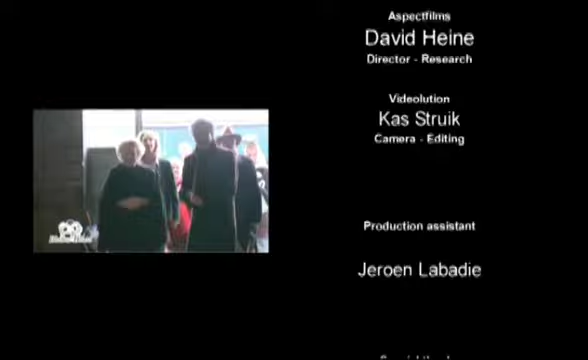 Aspectfilms
David Heine
Director - Research
Videolution
Kas Struik
Camera - Editing
Production assistant
Jeroen Labadie